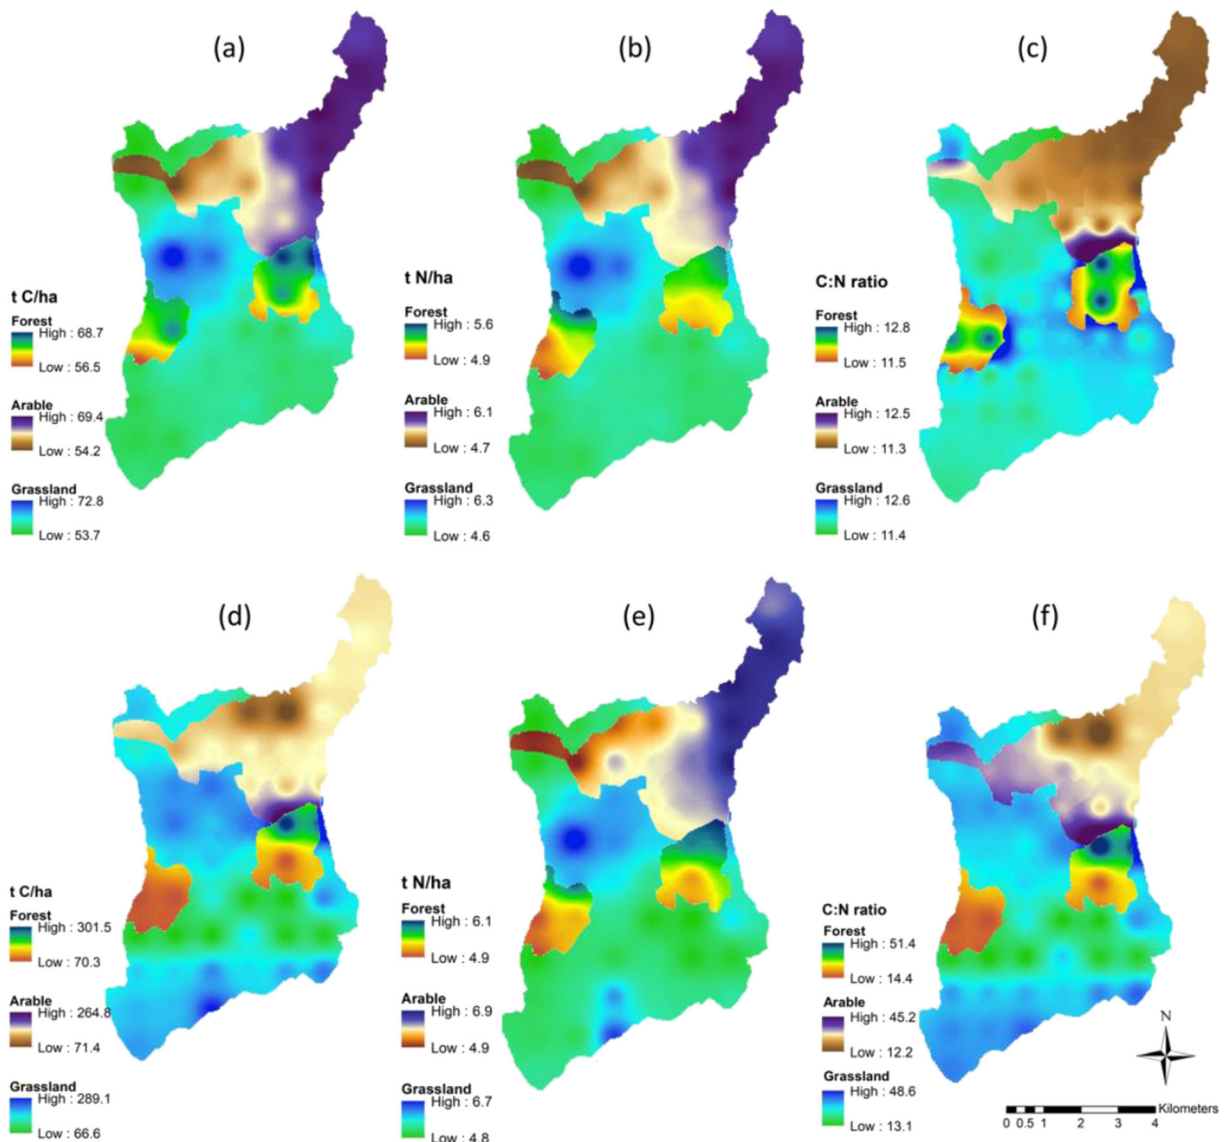 (a)
(b)
(c)
t C/ha
Forest
High : 68.7
Low : 56.5
Arable
High : 69.4
Low : 54.2
Grassland
High : 72.8
Low : 53.7
t N/ha
Forest
High : 5.6
Low : 4.9
Arable
High : 6.1
Low : 4.7
Grassland
High : 6.3
Low : 4.6
C:N ratio
Forest
High : 12.8
Low : 11.5
Arable
High : 12.5
Low : 11.3
Grassland
High : 12.6
Low : 11.4
(d)
(e)
(f)
t C/ha
Forest
High : 301.5
Low : 70.3
Arable
High : 264.8
Low : 71.4
Grassland
High : 289.1
Low : 66.6
t N/ha
Forest
High : 6.1
Low : 4.9
Arable
High : 6.9
Low : 4.9
Grassland
High : 6.7
Low : 4.8
C:N ratio
Forest
High : 51.4
Low : 14.4
Arable
High : 45.2
Low : 12.2
Grassland
High : 48.6
Low : 13.1
N
Kilometers
0 0.5 1 2 3 4